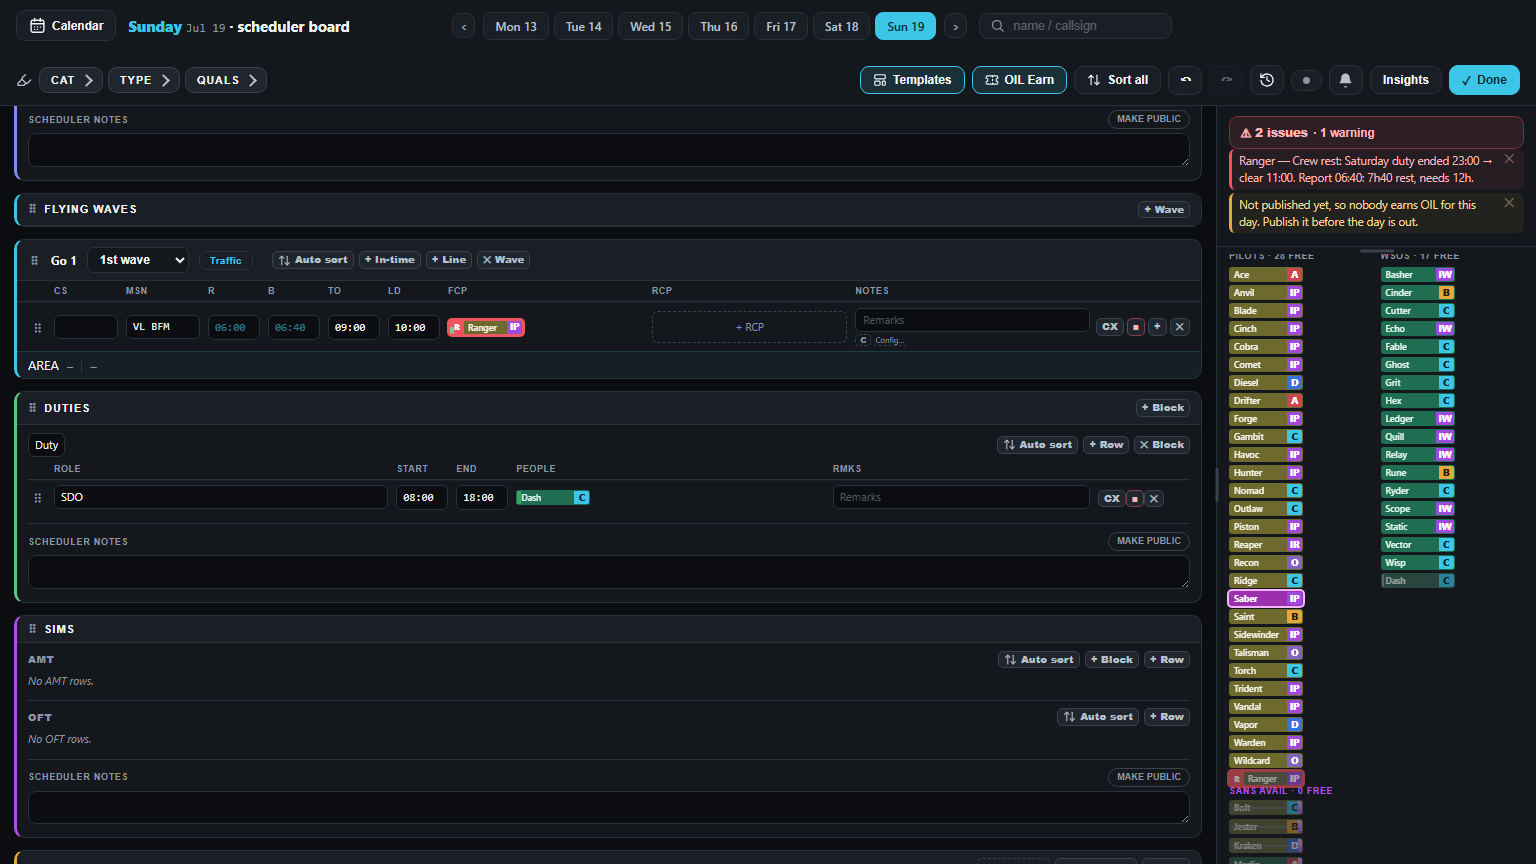 Calendar
Sunday Jul 19 · scheduler board
‹ Mon 13 Tue 14 Wed 15 Thu 16 Fri 17 Sat 18 Sun 19 ›
name / callsign
CAT TYPE QUALS
Templates OIL Earn Sort all Insights ✓ Done
SCHEDULER NOTES MAKE PUBLIC
FLYING WAVES + Wave
Go 1 1st wave Traffic Auto sort + In-time + Line × Wave
CS MSN R B TO LD FCP RCP NOTES
VL BFM 06:00 06:40 09:00 10:00 R Ranger IP + RCP Remarks CX ■ + ×
C Config...
AREA – | –
DUTIES + Block
Duty Auto sort + Row × Block
ROLE START END PEOPLE RMKS
SDO 08:00 18:00 Dash C Remarks CX ■ ×
SCHEDULER NOTES MAKE PUBLIC
SIMS
AMT Auto sort + Block + Row
No AMT rows.
OFT Auto sort + Row
No OFT rows.
SCHEDULER NOTES MAKE PUBLIC
⚠ 2 issues · 1 warning
Ranger — Crew rest: Saturday duty ended 23:00 →
clear 11:00. Report 06:40: 7h40 rest, needs 12h.
Not published yet, so nobody earns OIL for this
day. Publish it before the day is out.
PILOTS · 28 FREE WSOS · 17 FREE
Ace A Basher IW
Anvil IP Cinder B
Blade IP Cutter C
Cinch IP Echo IW
Cobra IP Fable C
Comet IP Ghost C
Diesel D Grit C
Drifter A Hex C
Forge IP Ledger IW
Gambit C Quill IW
Havoc IP Relay IW
Hunter IP Rune B
Nomad C Ryder C
Outlaw C Scope IW
Piston IP Static IW
Reaper IR Vector C
Recon O Wisp C
Ridge C Dash C
Saber IP
Saint B
Sidewinder IP
Talisman O
Torch C
Trident IP
Vandal IP
Vapor D
Warden IP
Wildcard O
R Ranger IP
SANS AVAIL · 0 FREE
Bolt C
Jester B
Kraken D